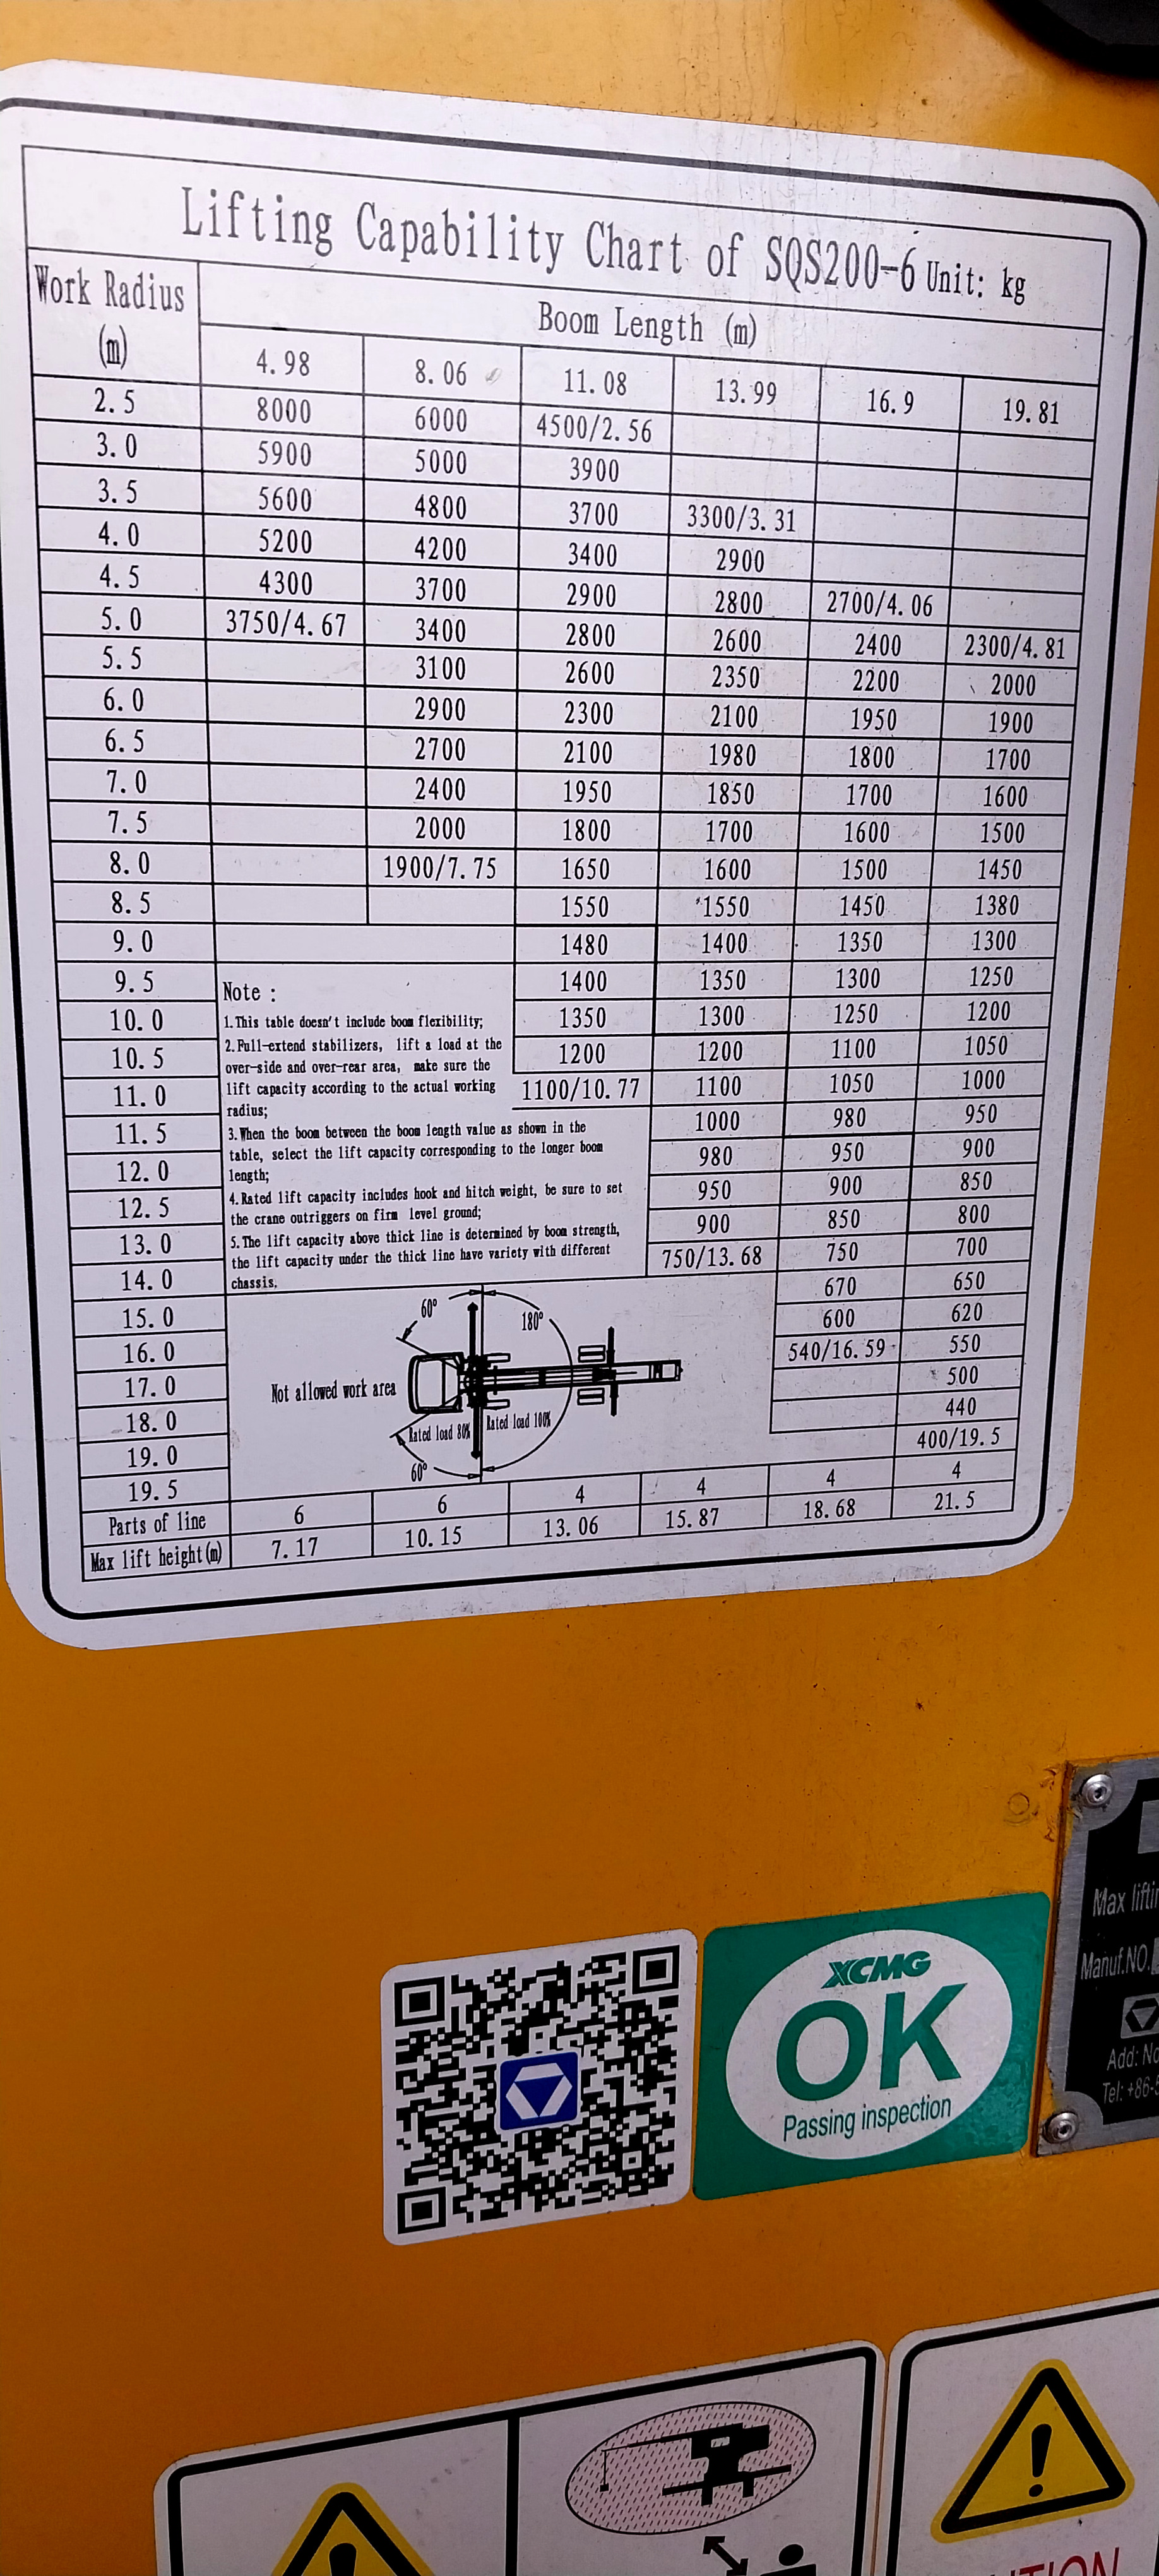 Lifting Capability Chart of SQS200-6 Unit: kg
Work Radius (m)
Boom Length (m)
4.98 8.06 11.08 13.99 16.9 19.81
2.5 8000 6000 4500/2.56
3.0 5900 5000 3900
3.5 5600 4800 3700 3300/3.31
4.0 5200 4200 3400 2900
4.5 4300 3700 2900 2800 2700/4.06
5.0 3750/4.67 3400 2800 2600 2400 2300/4.81
5.5 3100 2600 2350 2200 2000
6.0 2900 2300 2100 1950 1900
6.5 2700 2100 1980 1800 1700
7.0 2400 1950 1850 1700 1600
7.5 2000 1800 1700 1600 1500
8.0 1900/7.75 1650 1600 1500 1450
8.5 1550 1550 1450 1380
9.0 1480 1400 1350 1300
9.5 1400 1350 1300 1250
10.0 1350 1300 1250 1200
10.5 1200 1200 1100 1050
11.0 1100/10.77 1100 1050 1000
11.5 1000 980 950
12.0 980 950 900
12.5 950 900 850
13.0 900 850 800
14.0 750/13.68 750 700
15.0 670 650
16.0 600 620
17.0 540/16.59 550
18.0 500
19.0 440
19.5 400/19.5
Note :
1.This table doesn't include boom flexibility;
2.Full-extend stabilizers, lift a load at the
over-side and over-rear area, make sure the
lift capacity according to the actual working
radius;
3.When the boom between the boom length value as shown in the
table, select the lift capacity corresponding to the longer boom
length;
4.Rated lift capacity includes hook and hitch weight, be sure to set
the crane outriggers on firm level ground;
5.The lift capacity above thick line is determined by boom strength,
the lift capacity under the thick line have variety with different
chassis.
60° 180°
Not allowed work area
Rated load 80% Rated load 100%
60°
Parts of line 6 6 4 4 4 4
Max lift height(m) 7.17 10.15 13.06 15.87 18.68 21.5
XCMG
OK
Passing inspection
Max liftin
Manuf.NO.
Add: No
Tel: +86-5